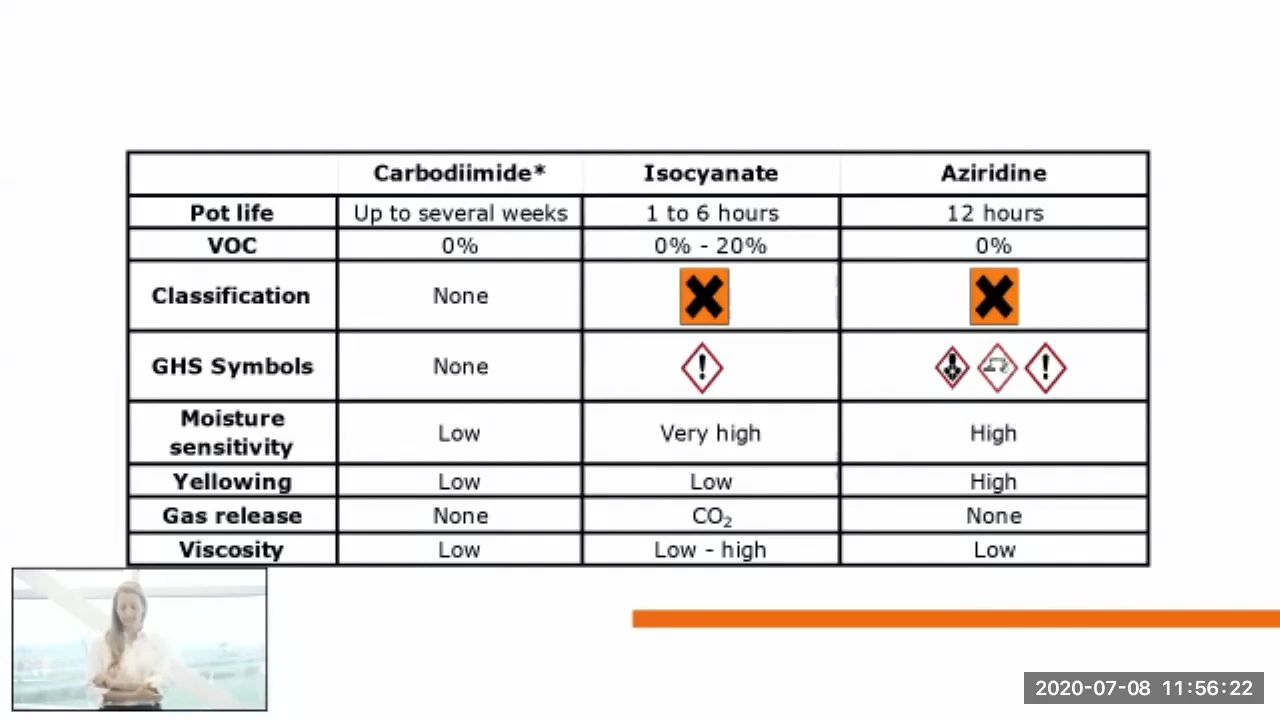 Carbodiimide* Isocyanate Aziridine
Pot life Up to several weeks 1 to 6 hours 12 hours
VOC 0% 0% - 20% 0%
Classification None
GHS Symbols None
Moisture
sensitivity Low Very high High
Yellowing Low Low High
Gas release None CO₂ None
Viscosity Low Low - high Low
2020-07-08 11:56:22